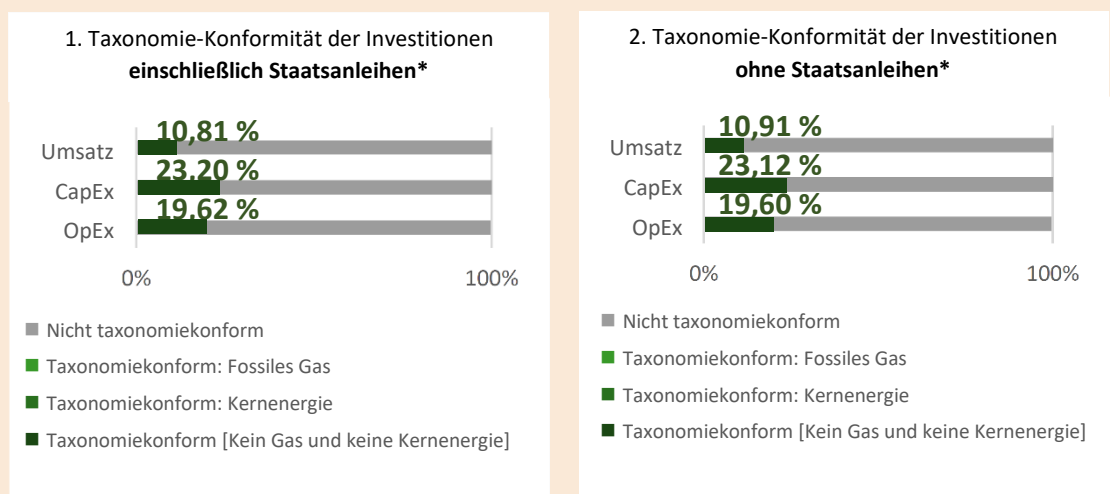 1. Taxonomie-Konformität der Investitionen
einschließlich Staatsanleihen*
10,81 %
Umsatz
23,20 %
CapEx
19,62 %
OpEx
0%
100%
Nicht taxonomiekonform
Taxonomiekonform: Fossiles Gas
Taxonomiekonform: Kernenergie
Taxonomiekonform [Kein Gas und keine Kernenergie]
2. Taxonomie-Konformität der Investitionen
ohne Staatsanleihen*
10,91 %
Umsatz
23,12 %
CapEx
19,60 %
OpEx
0%
100%
Nicht taxonomiekonform
Taxonomiekonform: Fossiles Gas
Taxonomiekonform: Kernenergie
Taxonomiekonform [Kein Gas und keine Kernenergie]